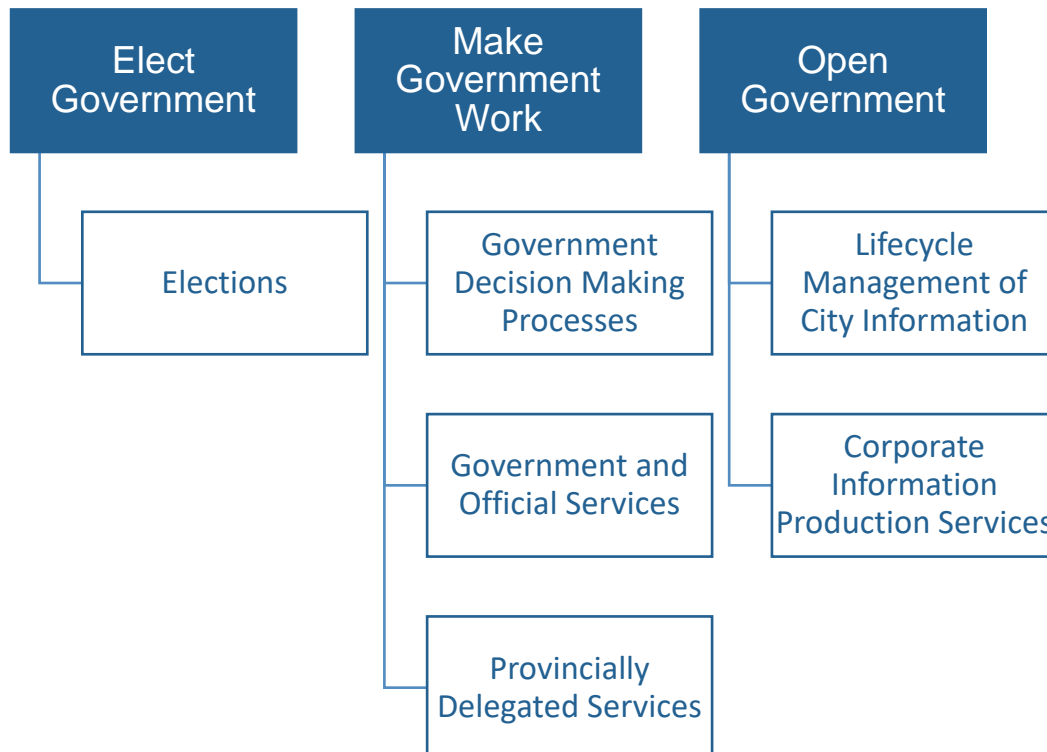 Elect
Government
Elections
Make
Government
Work
Government
Decision Making
Processes
Government and
Official Services
Provincially
Delegated Services
Open
Government
Lifecycle
Management of
City Information
Corporate
Information
Production Services